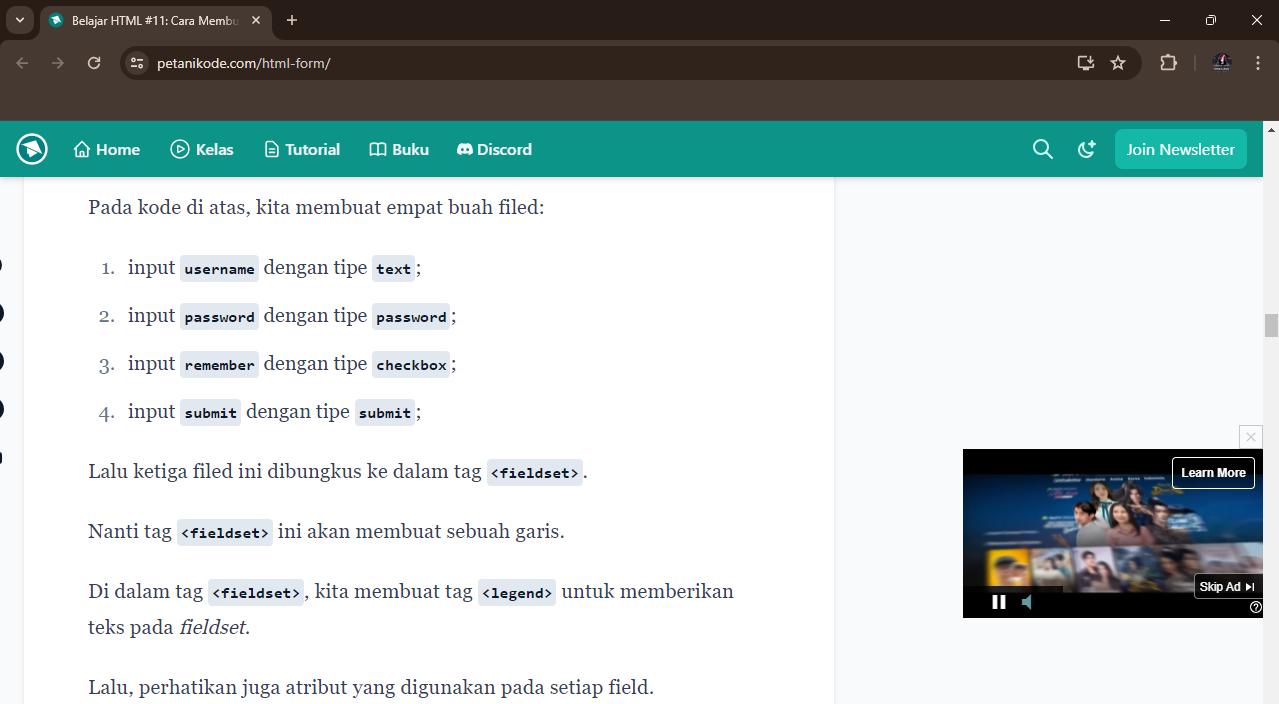 Belajar HTML #11: Cara Membu
petanikode.com/html-form/
Home Kelas Tutorial Buku Discord Join Newsletter
Pada kode di atas, kita membuat empat buah filed:
1. input username dengan tipe text;
2. input password dengan tipe password;
3. input remember dengan tipe checkbox;
4. input submit dengan tipe submit;
Lalu ketiga filed ini dibungkus ke dalam tag <fieldset>.
Nanti tag <fieldset> ini akan membuat sebuah garis.
Di dalam tag <fieldset>, kita membuat tag <legend> untuk memberikan
teks pada fieldset.
Lalu, perhatikan juga atribut yang digunakan pada setiap field.
Learn More
Skip Ad